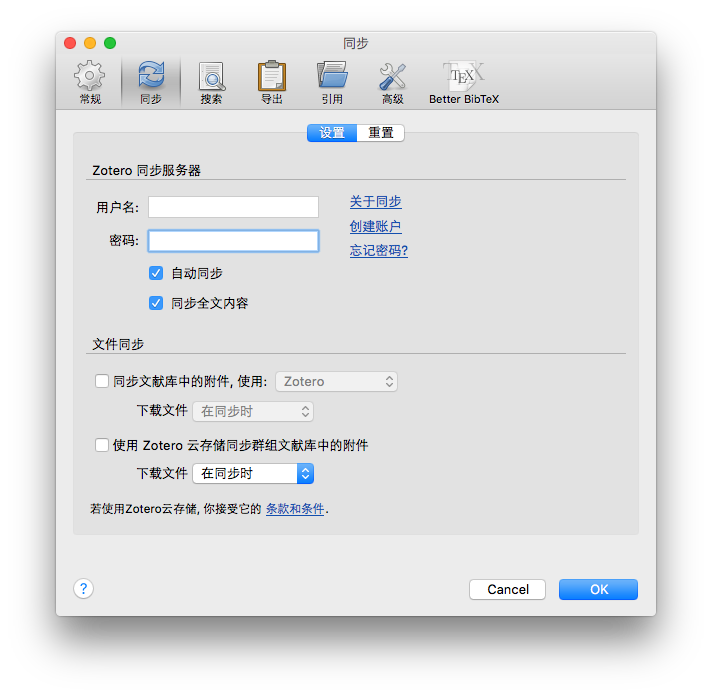 同步
常规 同步 搜索 导出 引用 高级 Better BibTeX
设置 重置
Zotero 同步服务器
用户名:
关于同步
创建账户
密码:
忘记密码?
自动同步
同步全文内容
文件同步
同步文献库中的附件, 使用: Zotero
下载文件 在同步时
使用 Zotero 云存储同步群组文献库中的附件
下载文件 在同步时
若使用Zotero云存储, 你接受它的 条款和条件.
? Cancel OK